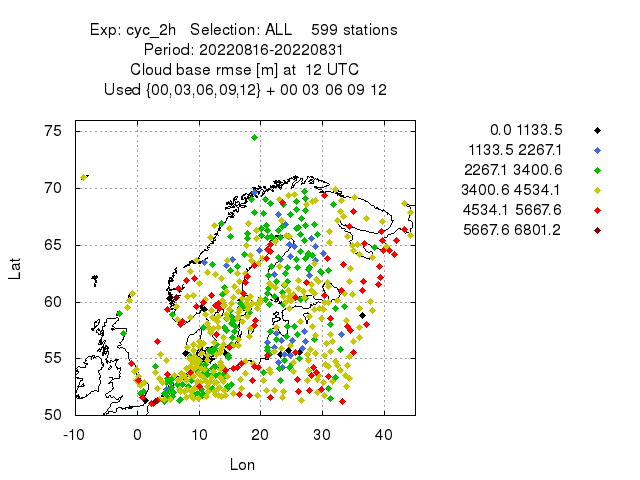 Exp: cyc_2h   Selection: ALL    599 stations
Period: 20220816-20220831
Cloud base rmse [m] at  12 UTC
Used {00,03,06,09,12} + 00 03 06 09 12
0.0 1133.5
1133.5 2267.1
2267.1 3400.6
3400.6 4534.1
4534.1 5667.6
5667.6 6801.2
75
70
65
60
55
50
Lat
-10 0 10 20 30 40
Lon